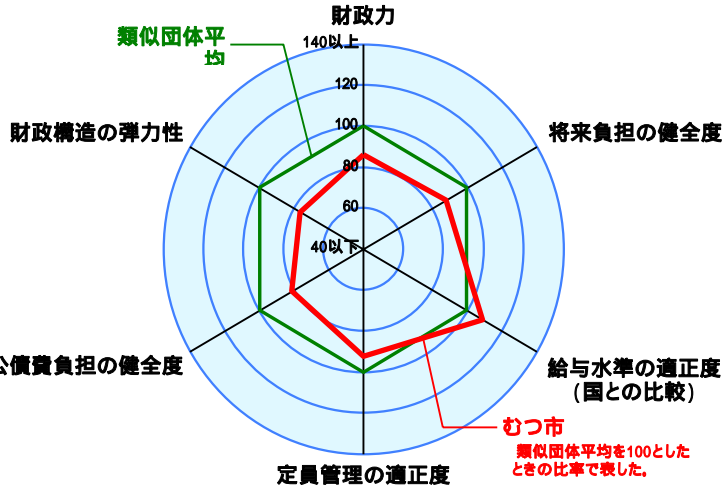 財政力
類似団体平
均
140以上
120
100
80
60
40以下
財政構造の弾力性
将来負担の健全度
公債費負担の健全度
給与水準の適正度
(国との比較)
定員管理の適正度
むつ市
類似団体平均を100とした
ときの比率で表した。